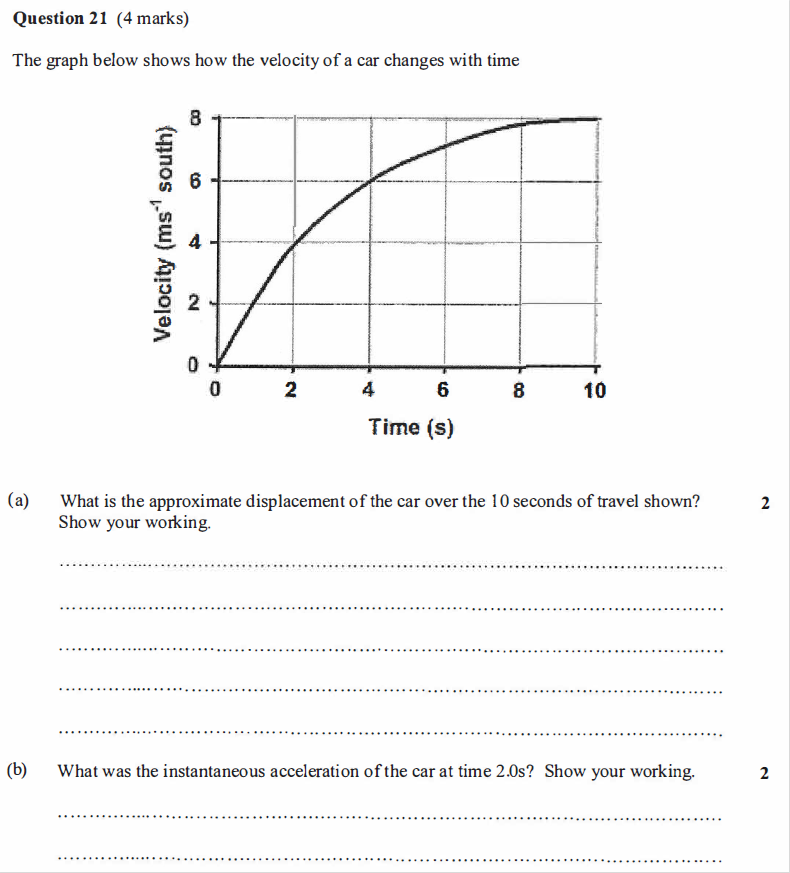 Question 21 (4 marks)
The graph below shows how the velocity of a car changes with time
8
6
4
2
0
Velocity (ms⁻¹ south)
0 2 4 6 8 10
Time (s)
(a) What is the approximate displacement of the car over the 10 seconds of travel shown? 2
Show your working.
(b) What was the instantaneous acceleration of the car at time 2.0s? Show your working. 2